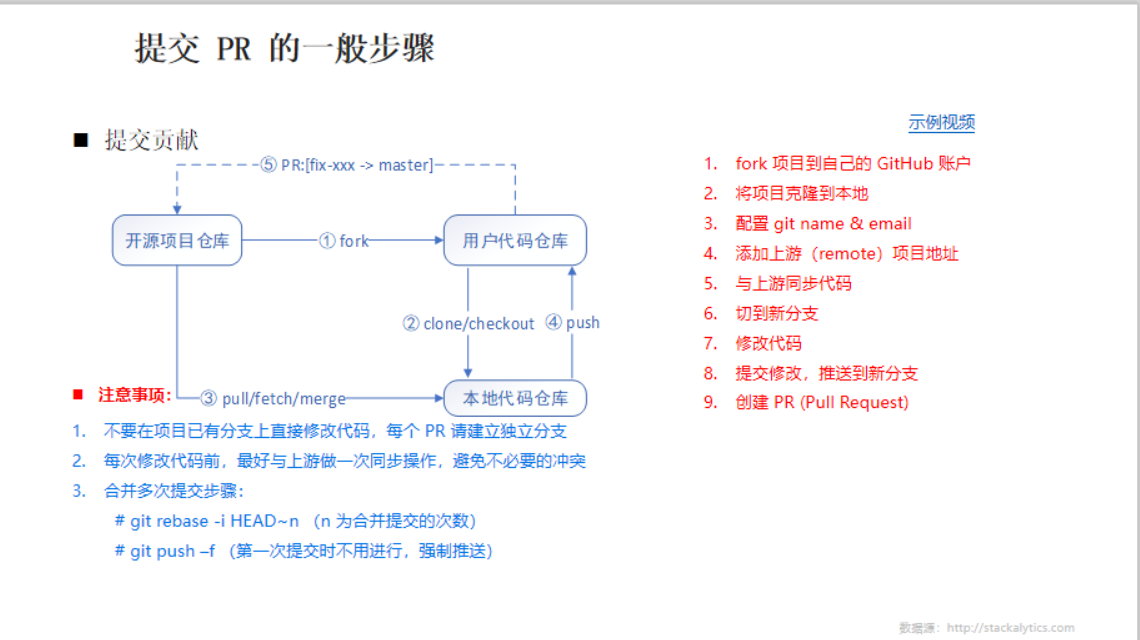 提交 PR 的一般步骤
■ 提交贡献
⑤ PR:[fix-xxx -> master]
开源项目仓库
① fork
用户代码仓库
② clone/checkout
④ push
③ pull/fetch/merge
本地代码仓库
■ 注意事项：
1. 不要在项目已有分支上直接修改代码，每个 PR 请建立独立分支
2. 每次修改代码前，最好与上游做一次同步操作，避免不必要的冲突
3. 合并多次提交步骤：
# git rebase -i HEAD~n （n 为合并提交的次数）
# git push –f （第一次提交时不用进行，强制推送）
示例视频
1. fork 项目到自己的 GitHub 账户
2. 将项目克隆到本地
3. 配置 git name & email
4. 添加上游（remote）项目地址
5. 与上游同步代码
6. 切到新分支
7. 修改代码
8. 提交修改，推送到新分支
9. 创建 PR (Pull Request)
数据源：http://stackalytics.com